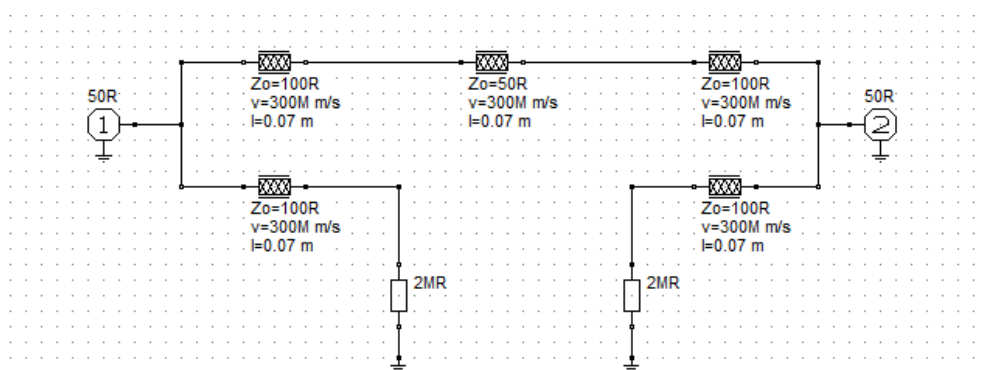 Zo=100R
v=300M m/s
l=0.07 m
Zo=50R
v=300M m/s
l=0.07 m
Zo=100R
v=300M m/s
l=0.07 m
50R
1
50R
2
Zo=100R
v=300M m/s
l=0.07 m
Zo=100R
v=300M m/s
l=0.07 m
2MR
2MR